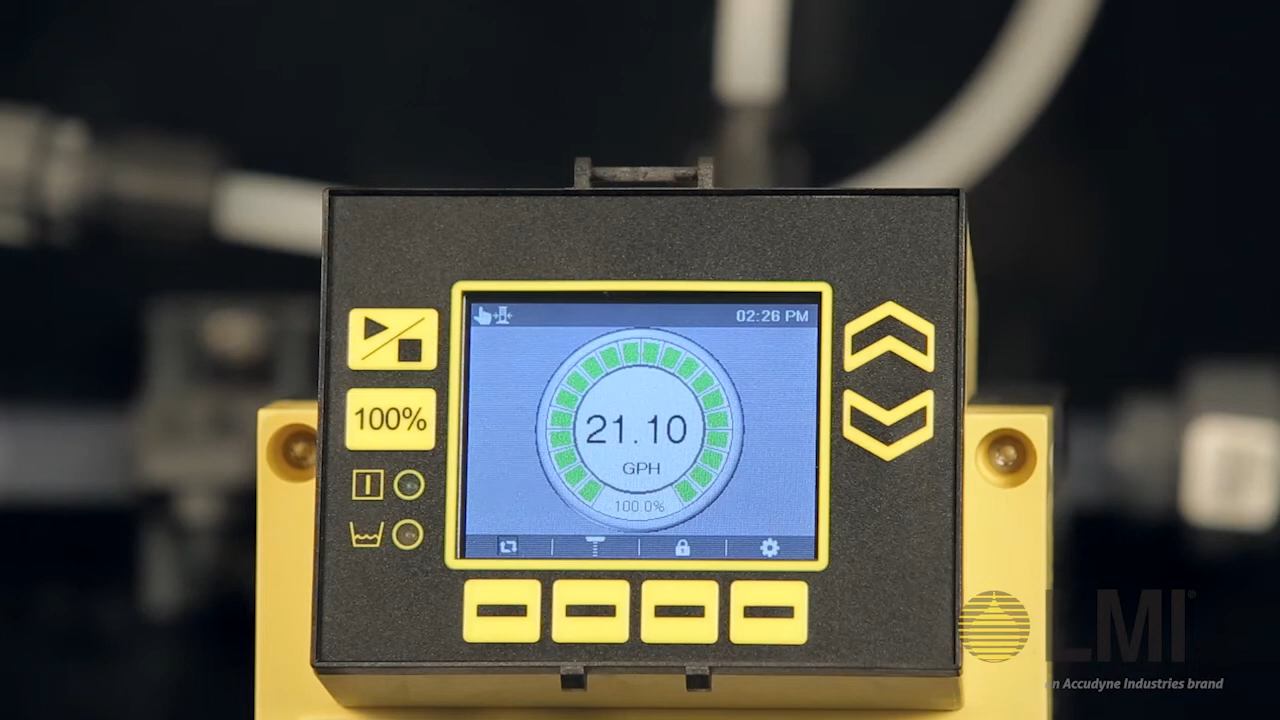 02:26 PM
100%
21.10
GPH
100.0%
LMI®
an Accudyne Industries brand